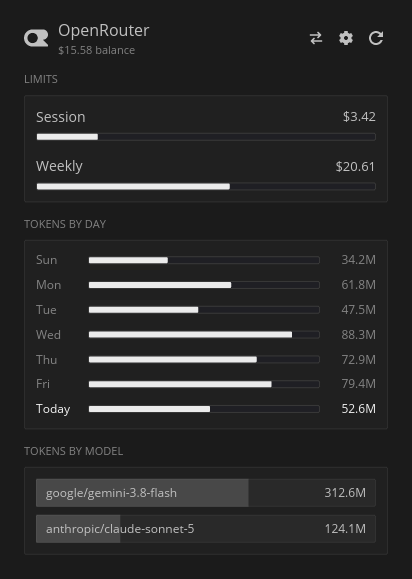 OpenRouter
$15.58 balance
LIMITS
Session $3.42
Weekly $20.61
TOKENS BY DAY
Sun 34.2M
Mon 61.8M
Tue 47.5M
Wed 88.3M
Thu 72.9M
Fri 79.4M
Today 52.6M
TOKENS BY MODEL
google/gemini-3.8-flash 312.6M
anthropic/claude-sonnet-5 124.1M